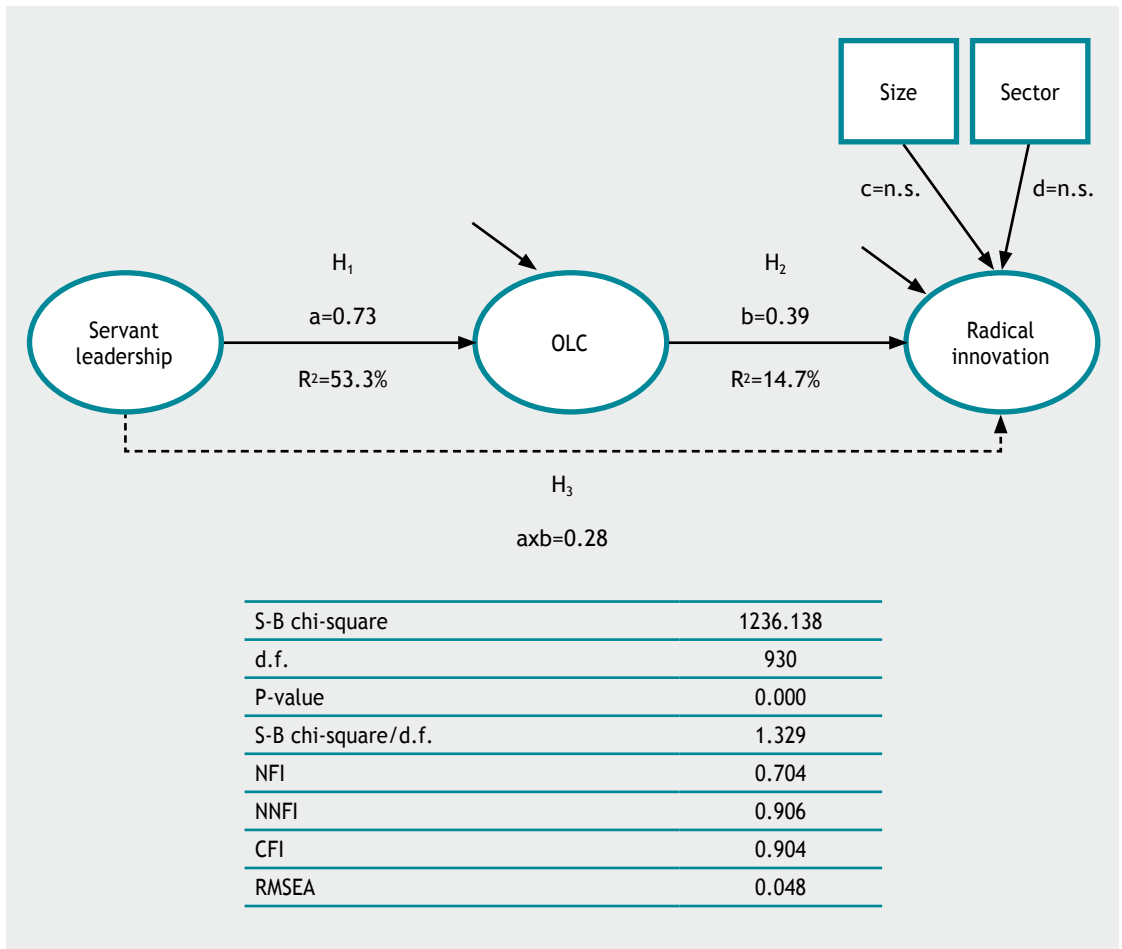 Size
Sector
c=n.s.
d=n.s.
H₁
H₂
a=0.73
b=0.39
Servant
leadership
OLC
Radical
innovation
R²=53.3%
R²=14.7%
H₃
axb=0.28
S-B chi-square 1236.138
d.f. 930
P-value 0.000
S-B chi-square/d.f. 1.329
NFI 0.704
NNFI 0.906
CFI 0.904
RMSEA 0.048